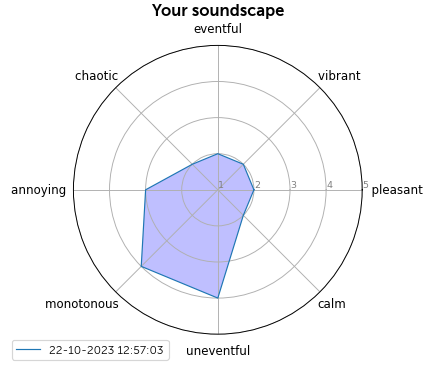 Your soundscape
eventful
chaotic
vibrant
annoying
1
2
3
4
5
pleasant
monotonous
calm
uneventful
22-10-2023 12:57:03